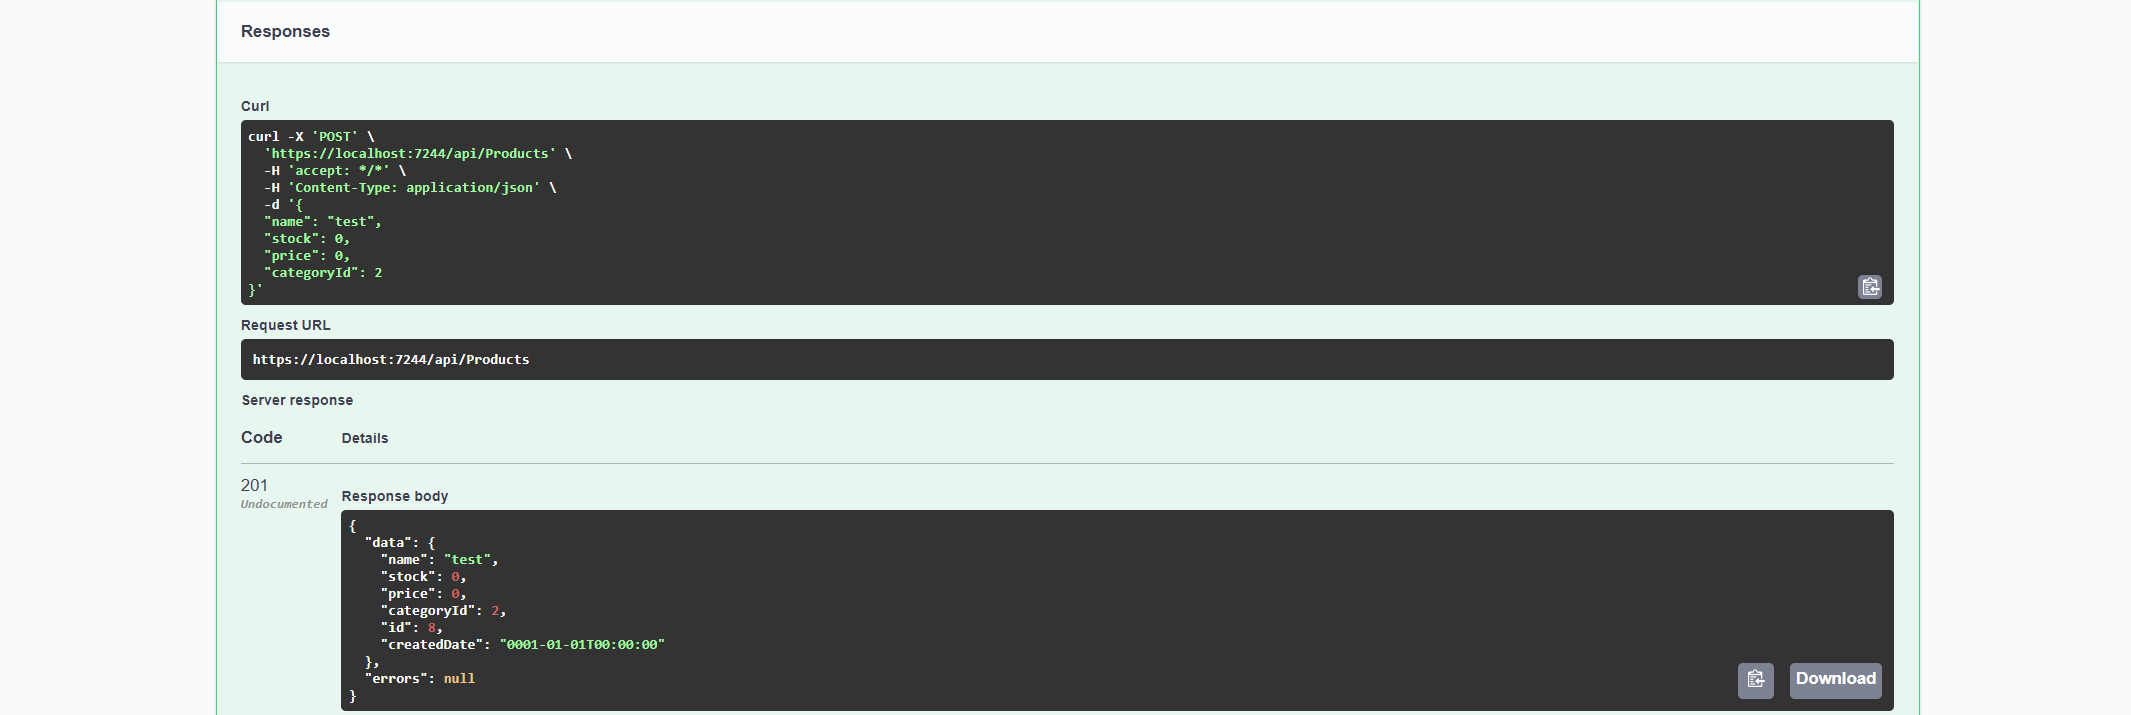 Responses
Curl
curl -X 'POST' \
  'https://localhost:7244/api/Products' \
  -H 'accept: */*' \
  -H 'Content-Type: application/json' \
  -d '{
  "name": "test",
  "stock": 0,
  "price": 0,
  "categoryId": 2
}'
Request URL
https://localhost:7244/api/Products
Server response
Code Details
201
Undocumented
Response body
{
  "data": {
    "name": "test",
    "stock": 0,
    "price": 0,
    "categoryId": 2,
    "id": 8,
    "createdDate": "0001-01-01T00:00:00"
  },
  "errors": null
}
Download